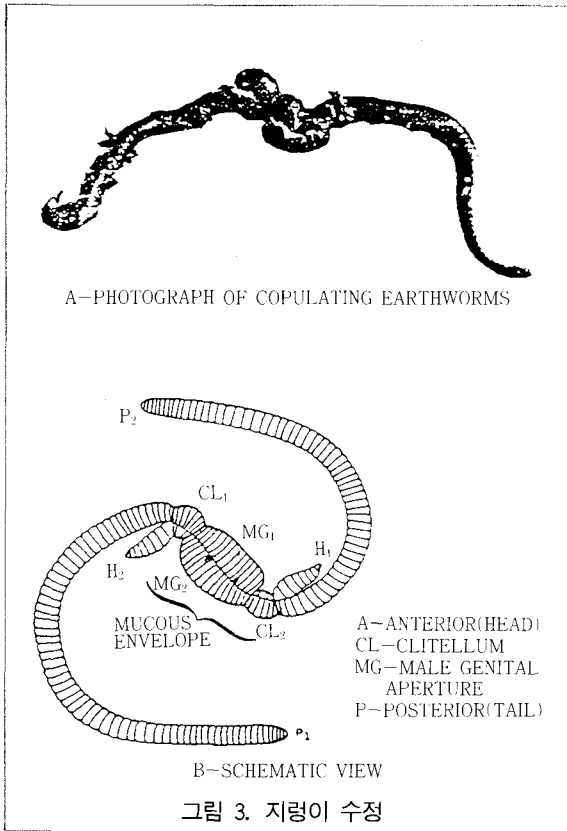 A-PHOTOGRAPH OF COPULATING EARTHWORMS
P₂
CL₁
MG₁
H₁
H₂
MG₂
MUCOUS
ENVELOPE
CL₂
A-ANTERIOR(HEAD)
CL-CLITELLUM
MG-MALE GENITAL
APERTURE
P-POSTERIOR(TAIL)
P₁
B-SCHEMATIC VIEW
그림 3. 지렁이 수정